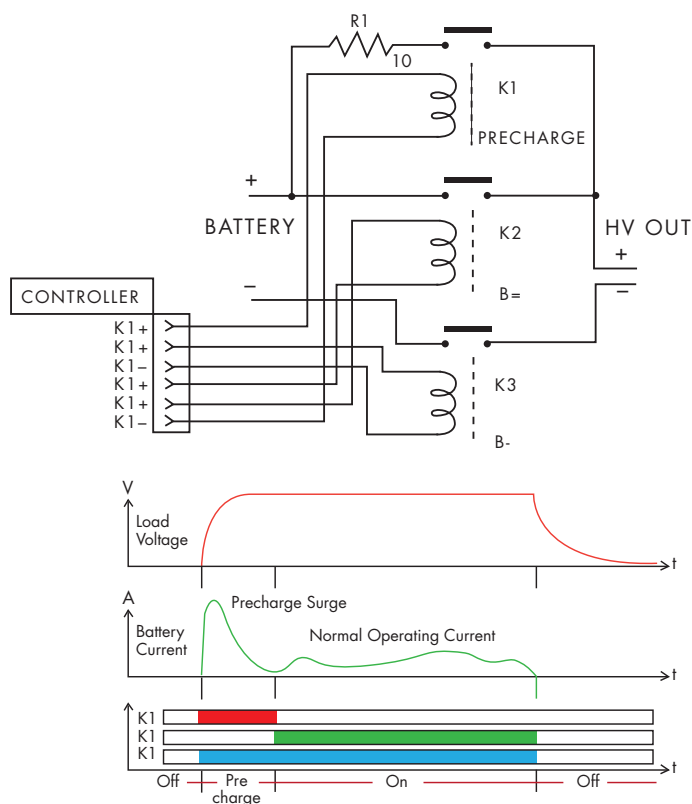 R1
10
K1
PRECHARGE
+
BATTERY
K2
HV OUT
+
−
−
B=
CONTROLLER
K1+
K1+
K1−
K1+
K1+
K1−
K3
B-
V
Load
Voltage
t
A
Precharge Surge
Battery
Current
Normal Operating Current
t
K1
K1
K1
t
Off
Pre
charge
On
Off